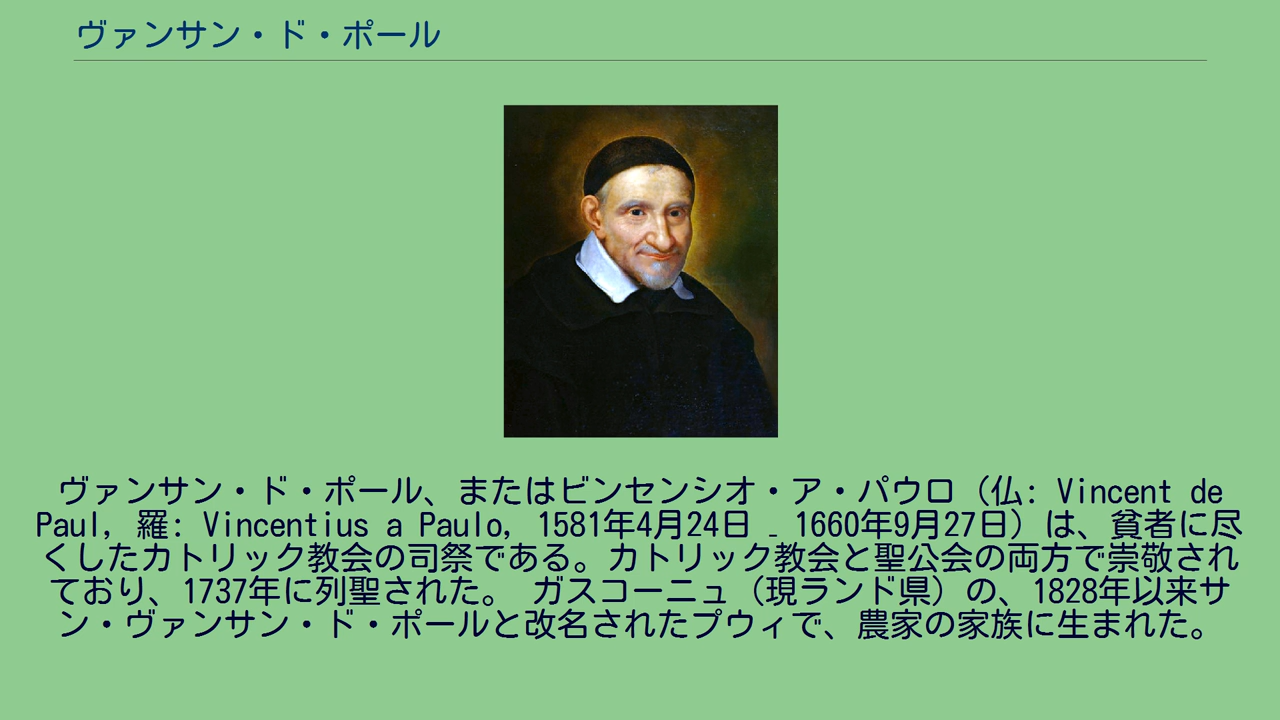 ヴァンサン・ド・ポール
ヴァンサン・ド・ポール、またはビンセンシオ・ア・パウロ（仏: Vincent de
Paul, 羅: Vincentius a Paulo, 1581年4月24日 ‗ 1660年9月27日）は、貧者に尽
くしたカトリック教会の司祭である。カトリック教会と聖公会の両方で崇敬され
ており、1737年に列聖された。 ガスコーニュ（現ランド県）の、1828年以来サ
ン・ヴァンサン・ド・ポールと改名されたプウィで、農家の家族に生まれた。